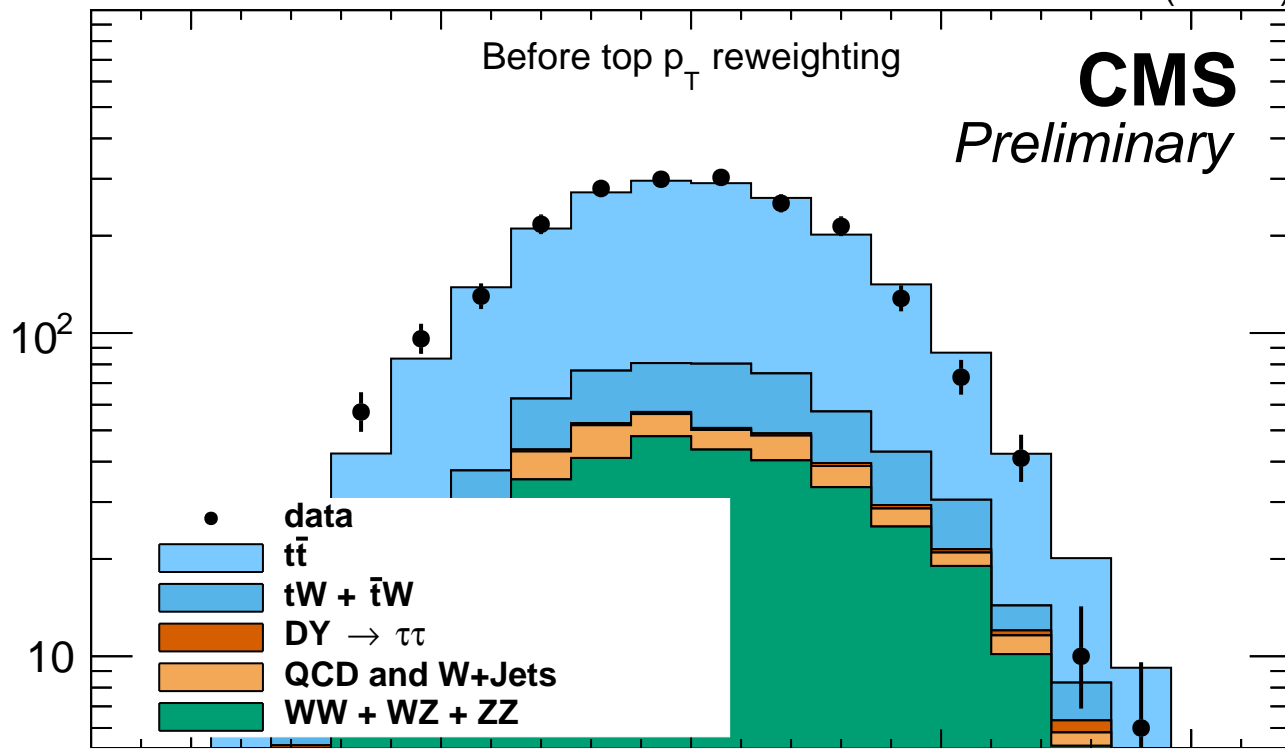 Before top p_T reweighting
CMS
Preliminary
10²
10
data
tt̄
tW + t̄W
DY → ττ
QCD and W+Jets
WW + WZ + ZZ